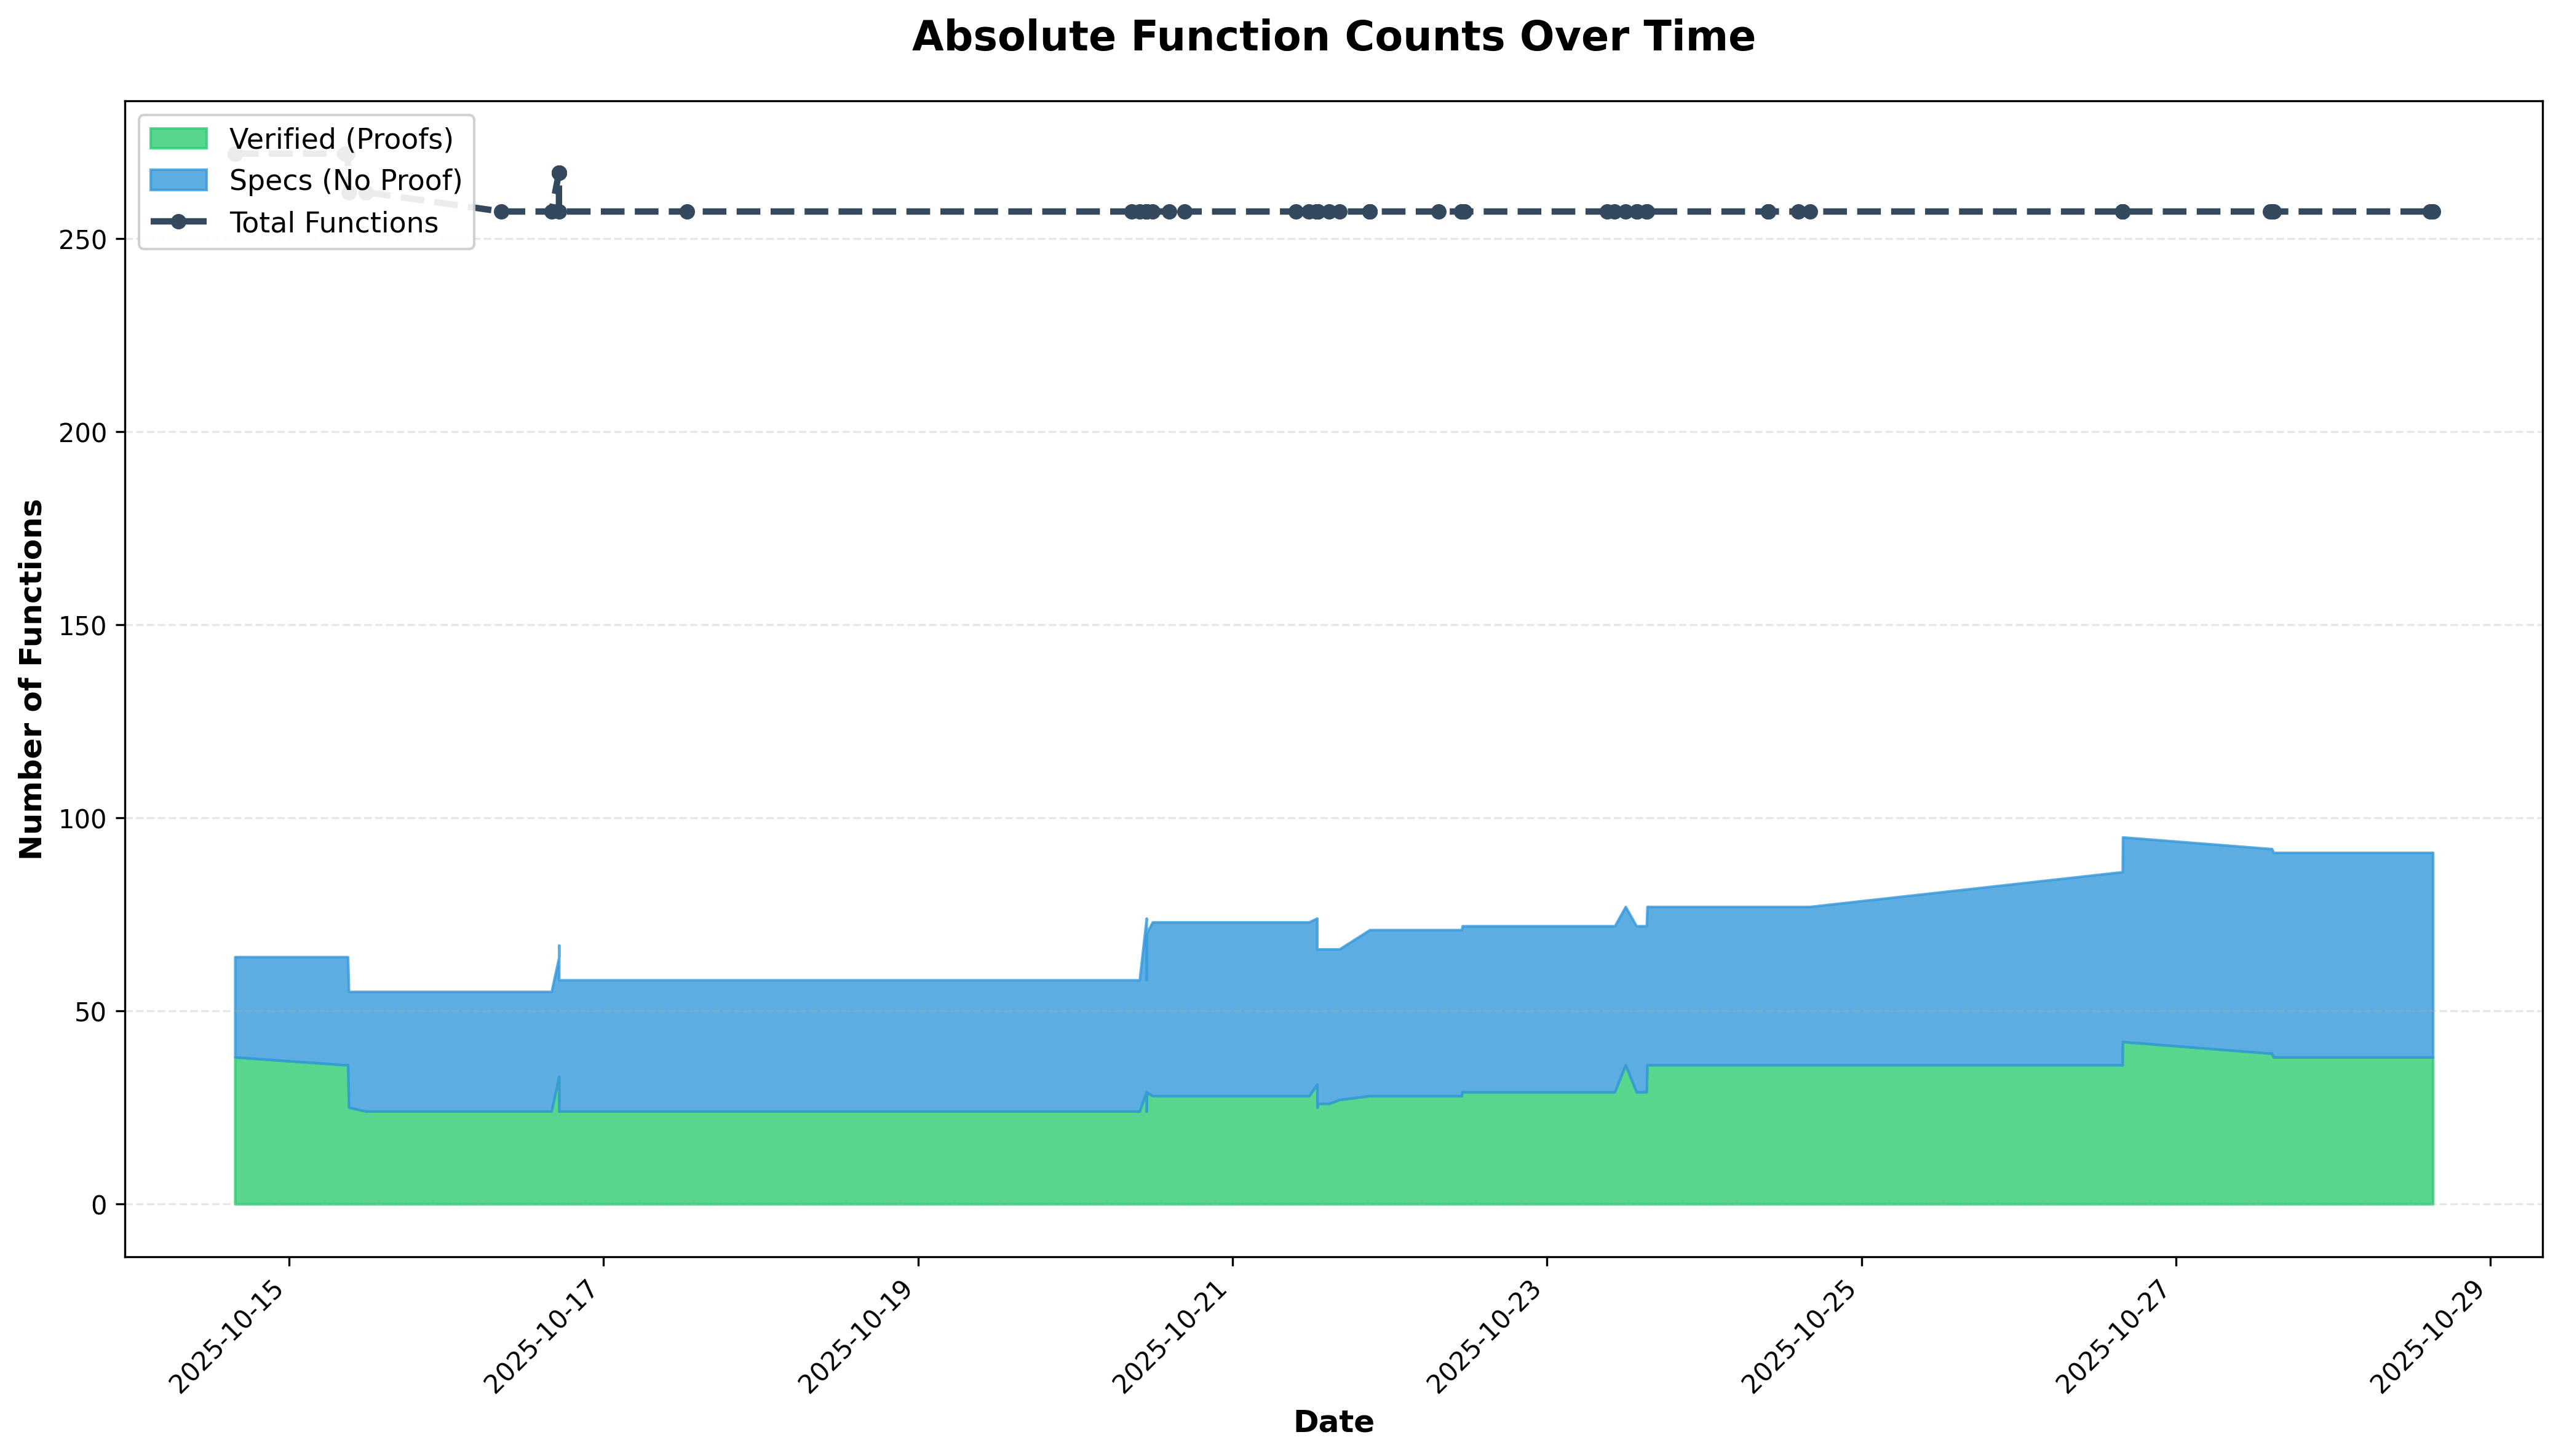 Absolute Function Counts Over Time
Verified (Proofs)
Specs (No Proof)
Total Functions
Number of Functions
250
200
150
100
50
0
2025-10-15
2025-10-17
2025-10-19
2025-10-21
2025-10-23
2025-10-25
2025-10-27
2025-10-29
Date